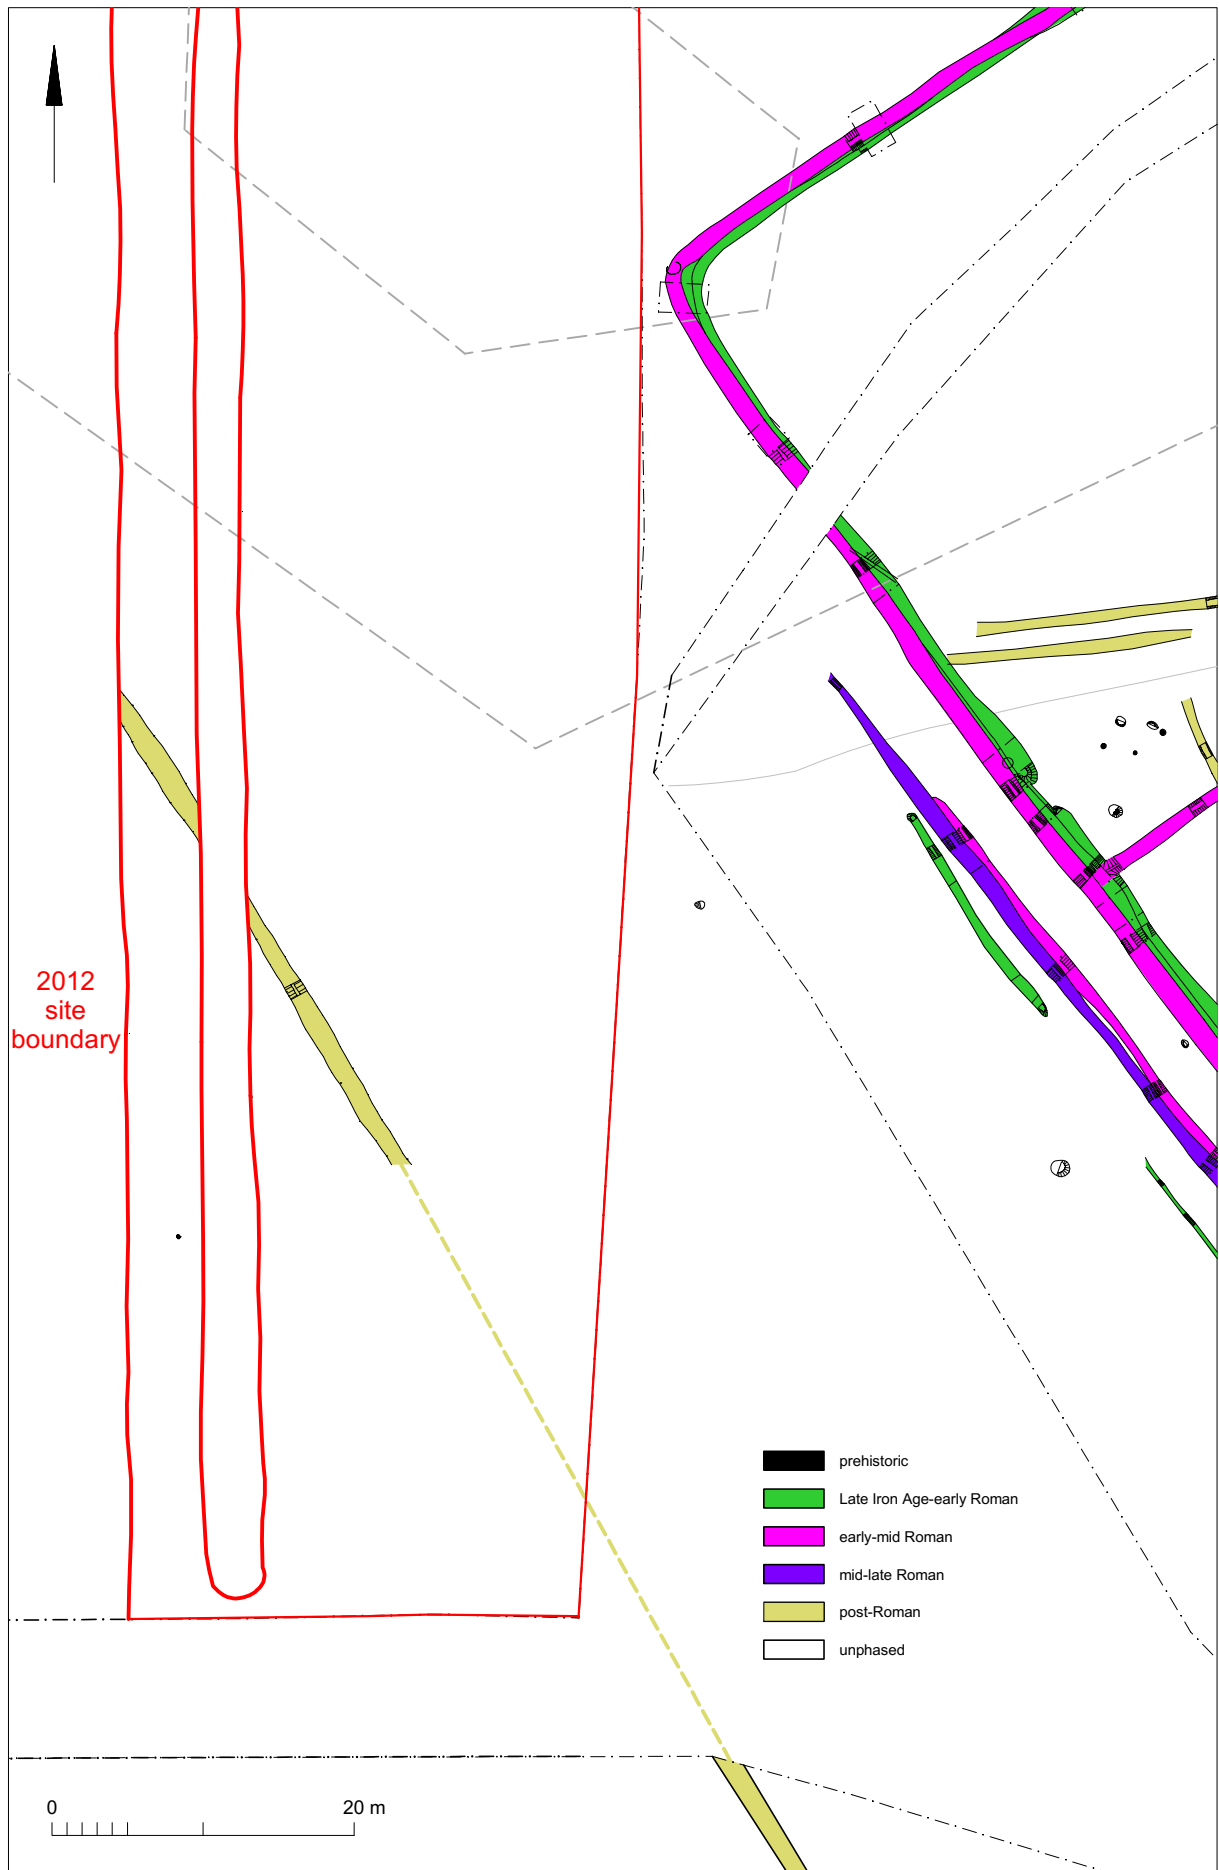 2012
site
boundary
prehistoric
Late Iron Age-early Roman
early-mid Roman
mid-late Roman
post-Roman
unphased
0 20 m